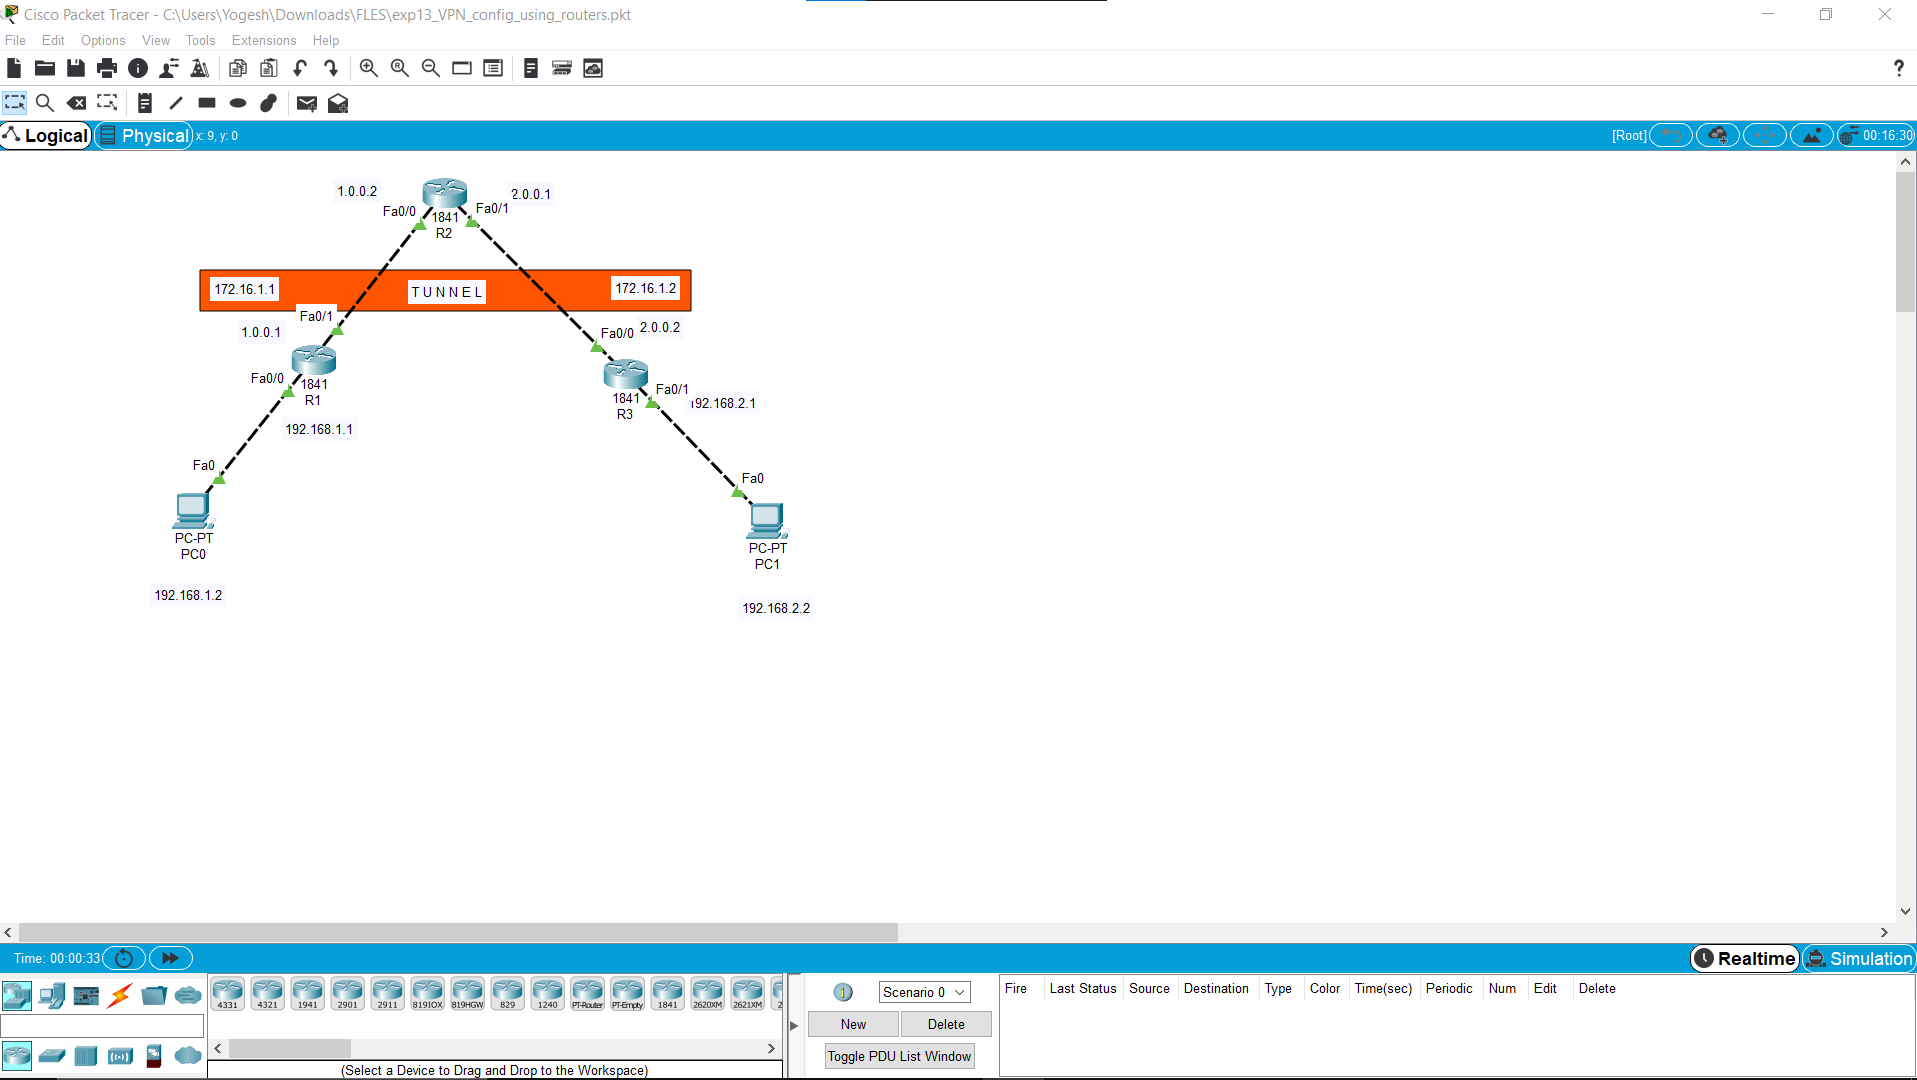 Cisco Packet Tracer - C:\Users\Yogesh\Downloads\FLES\exp13_VPN_config_using_routers.pkt
File Edit Options View Tools Extensions Help
?
Logical Physical x: 9, y: 0 [Root] 00:16:30
1.0.0.2 2.0.0.1
Fa0/0 Fa0/1
1841
R2
172.16.1.1 TUNNEL 172.16.1.2
Fa0/1
1.0.0.1 Fa0/0 2.0.0.2
Fa0/0 1841 Fa0/1
R1 1841 192.168.2.1
R3
192.168.1.1
Fa0 Fa0
PC-PT PC-PT
PC0 PC1
192.168.1.2 192.168.2.2
Time: 00:00:33 Realtime Simulation
4331 4321 1941 2901 2911 819IOX 819HGW 829 1240 PT-Router PT-Empty 1841 2620XM 2621XM 2
(Select a Device to Drag and Drop to the Workspace)
Scenario 0
New Delete
Toggle PDU List Window
Fire Last Status Source Destination Type Color Time(sec) Periodic Num Edit Delete